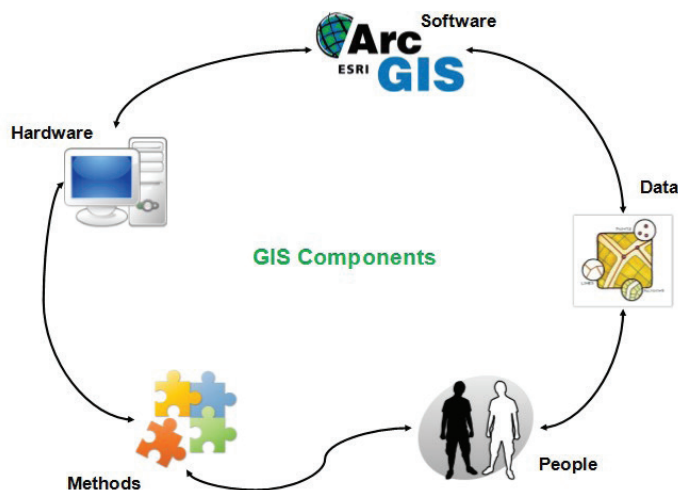 Software
Arc
ESRI GIS
Hardware
Data
GIS Components
People
Methods